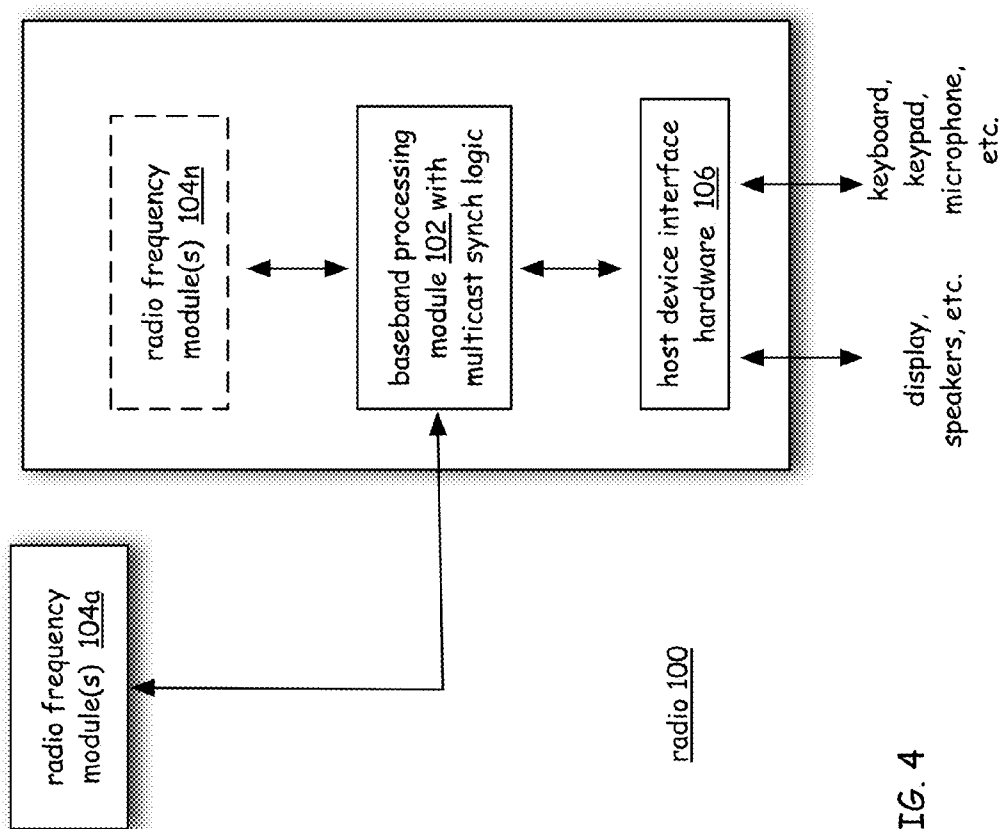 radio frequency
module(s) 104a
radio frequency
module(s) 104n
baseband processing
module 102 with
multicast synch logic
host device interface
hardware 106
display,
speakers, etc.
keyboard,
keypad,
microphone,
etc.
radio 100
IG. 4